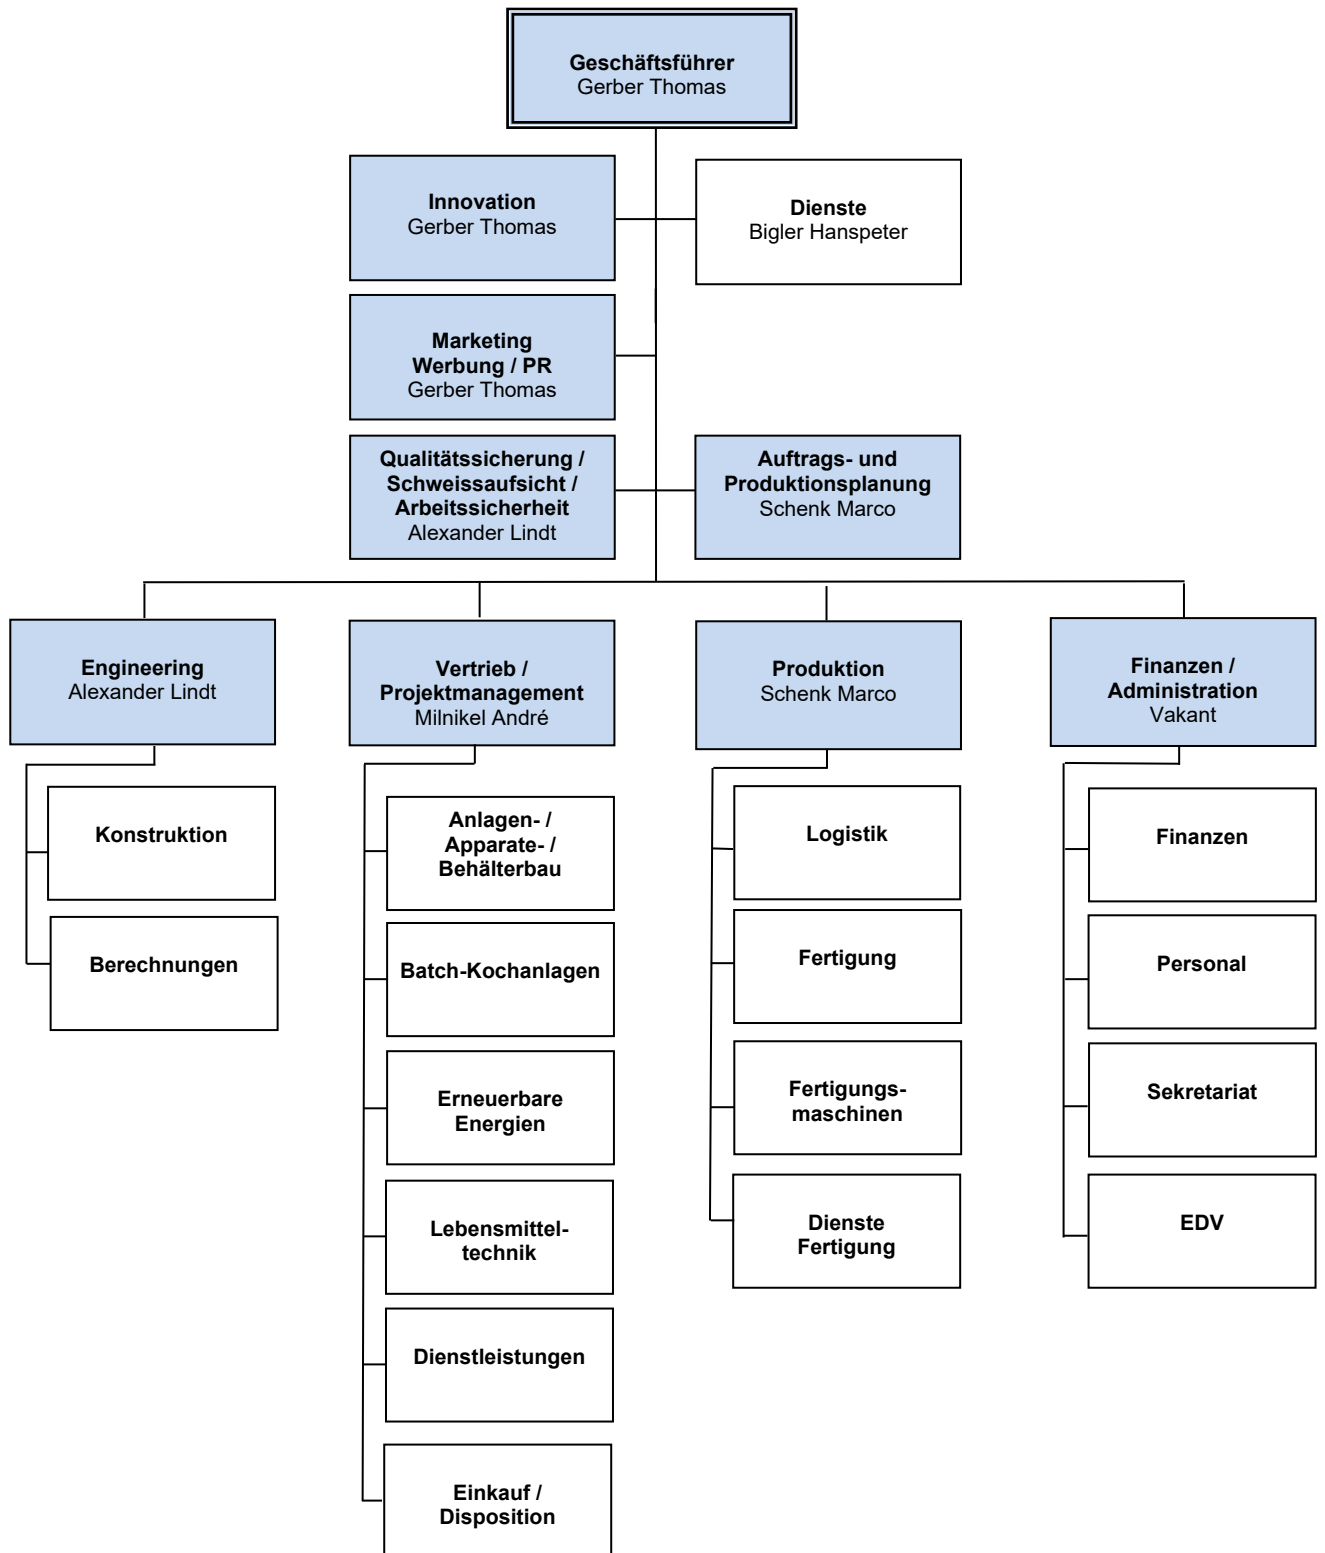 Geschäftsführer
Gerber Thomas
Innovation
Gerber Thomas
Dienste
Bigler Hanspeter
Marketing
Werbung / PR
Gerber Thomas
Qualitätssicherung /
Schweissaufsicht /
Arbeitssicherheit
Alexander Lindt
Auftrags- und
Produktionsplanung
Schenk Marco
Engineering
Alexander Lindt
Vertrieb /
Projektmanagement
Milnikel André
Produktion
Schenk Marco
Finanzen /
Administration
Vakant
Konstruktion
Berechnungen
Anlagen- /
Apparate- /
Behälterbau
Batch-Kochanlagen
Erneuerbare
Energien
Lebensmittel-
technik
Dienstleistungen
Einkauf /
Disposition
Logistik
Fertigung
Fertigungs-
maschinen
Dienste
Fertigung
Finanzen
Personal
Sekretariat
EDV